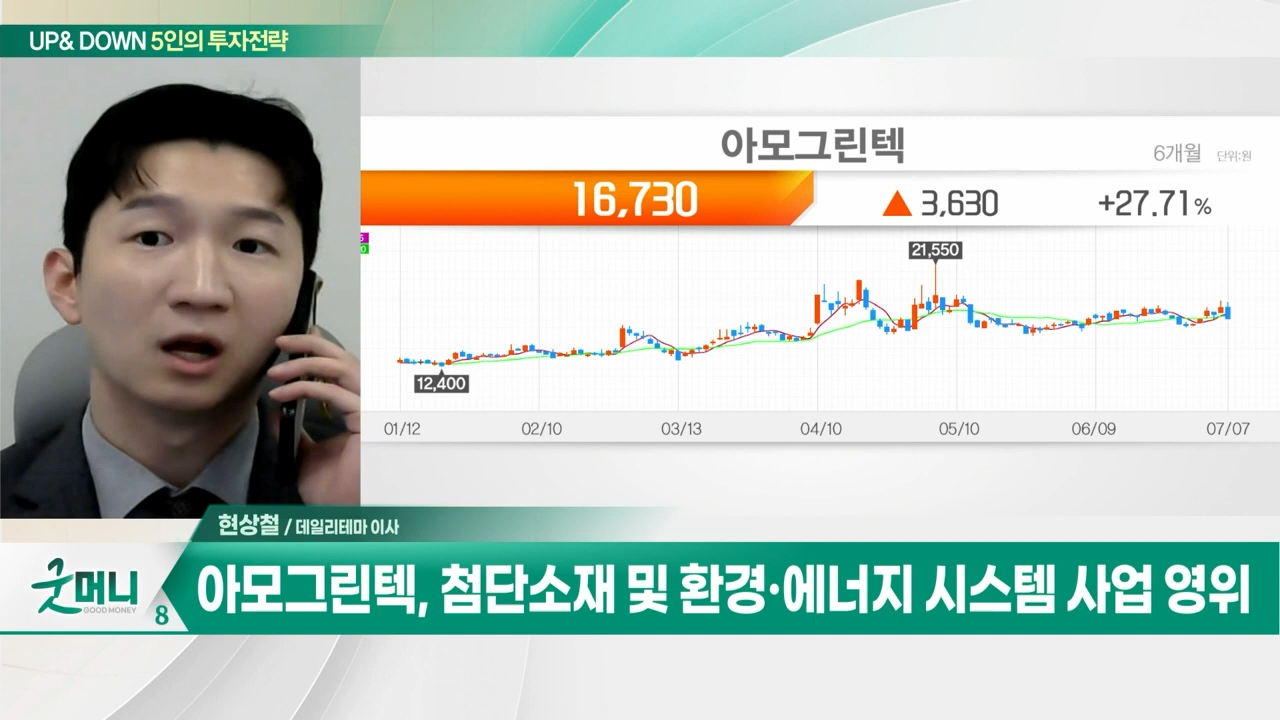 UP& DOWN 5인의 투자전략
아모그린텍
6개월 단위:원
16,730 ▲ 3,630 +27.71%
21,550
12,400
01/12 02/10 03/13 04/10 05/10 06/09 07/07
현상철 / 데일리테마 이사
굿머니
GOOD MONEY
8
아모그린텍, 첨단소재 및 환경·에너지 시스템 사업 영위